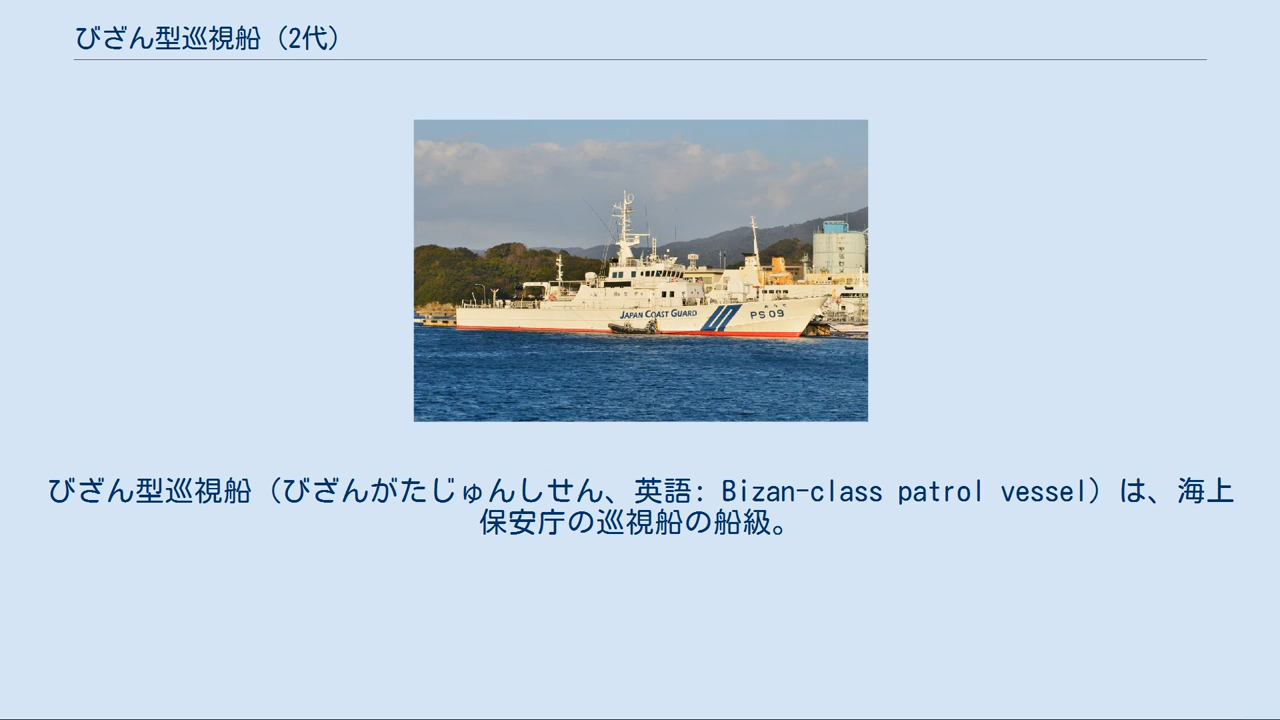 びざん型巡視船（2代）
JAPAN COAST GUARD
PS09
びざん型巡視船（びざんがたじゅんしせん、英語: Bizan-class patrol vessel）は、海上
保安庁の巡視船の船級。